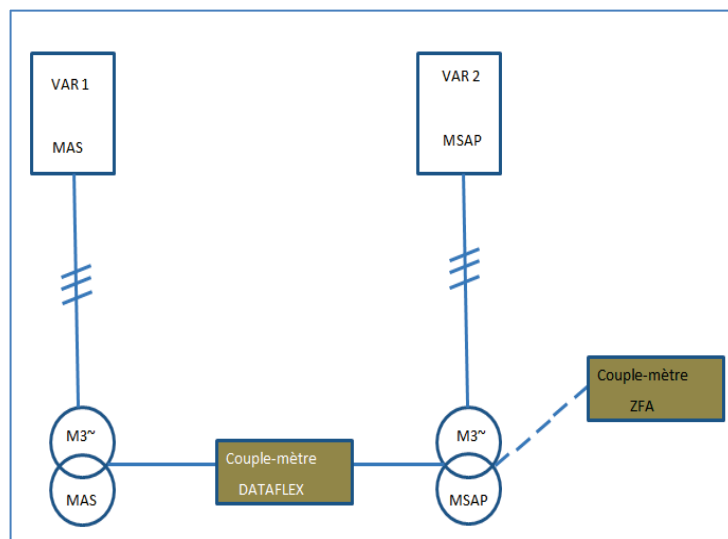 VAR 1
MAS
VAR 2
MSAP
Couple-mètre
ZFA
M3~
MAS
Couple-mètre
DATAFLEX
M3~
MSAP